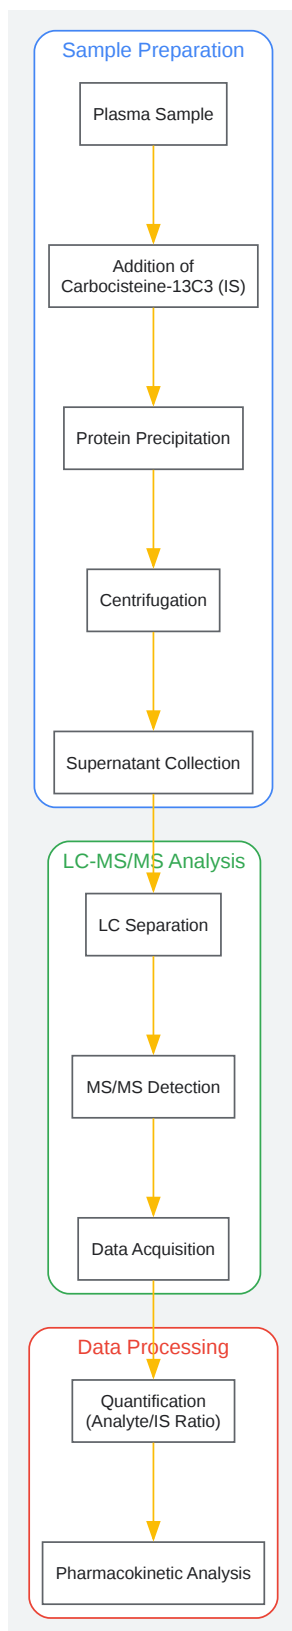 Sample Preparation
Plasma Sample
Addition of
Carbocisteine-13C3 (IS)
Protein Precipitation
Centrifugation
Supernatant Collection
LC-MS/MS Analysis
LC Separation
MS/MS Detection
Data Acquisition
Data Processing
Quantification
(Analyte/IS Ratio)
Pharmacokinetic Analysis